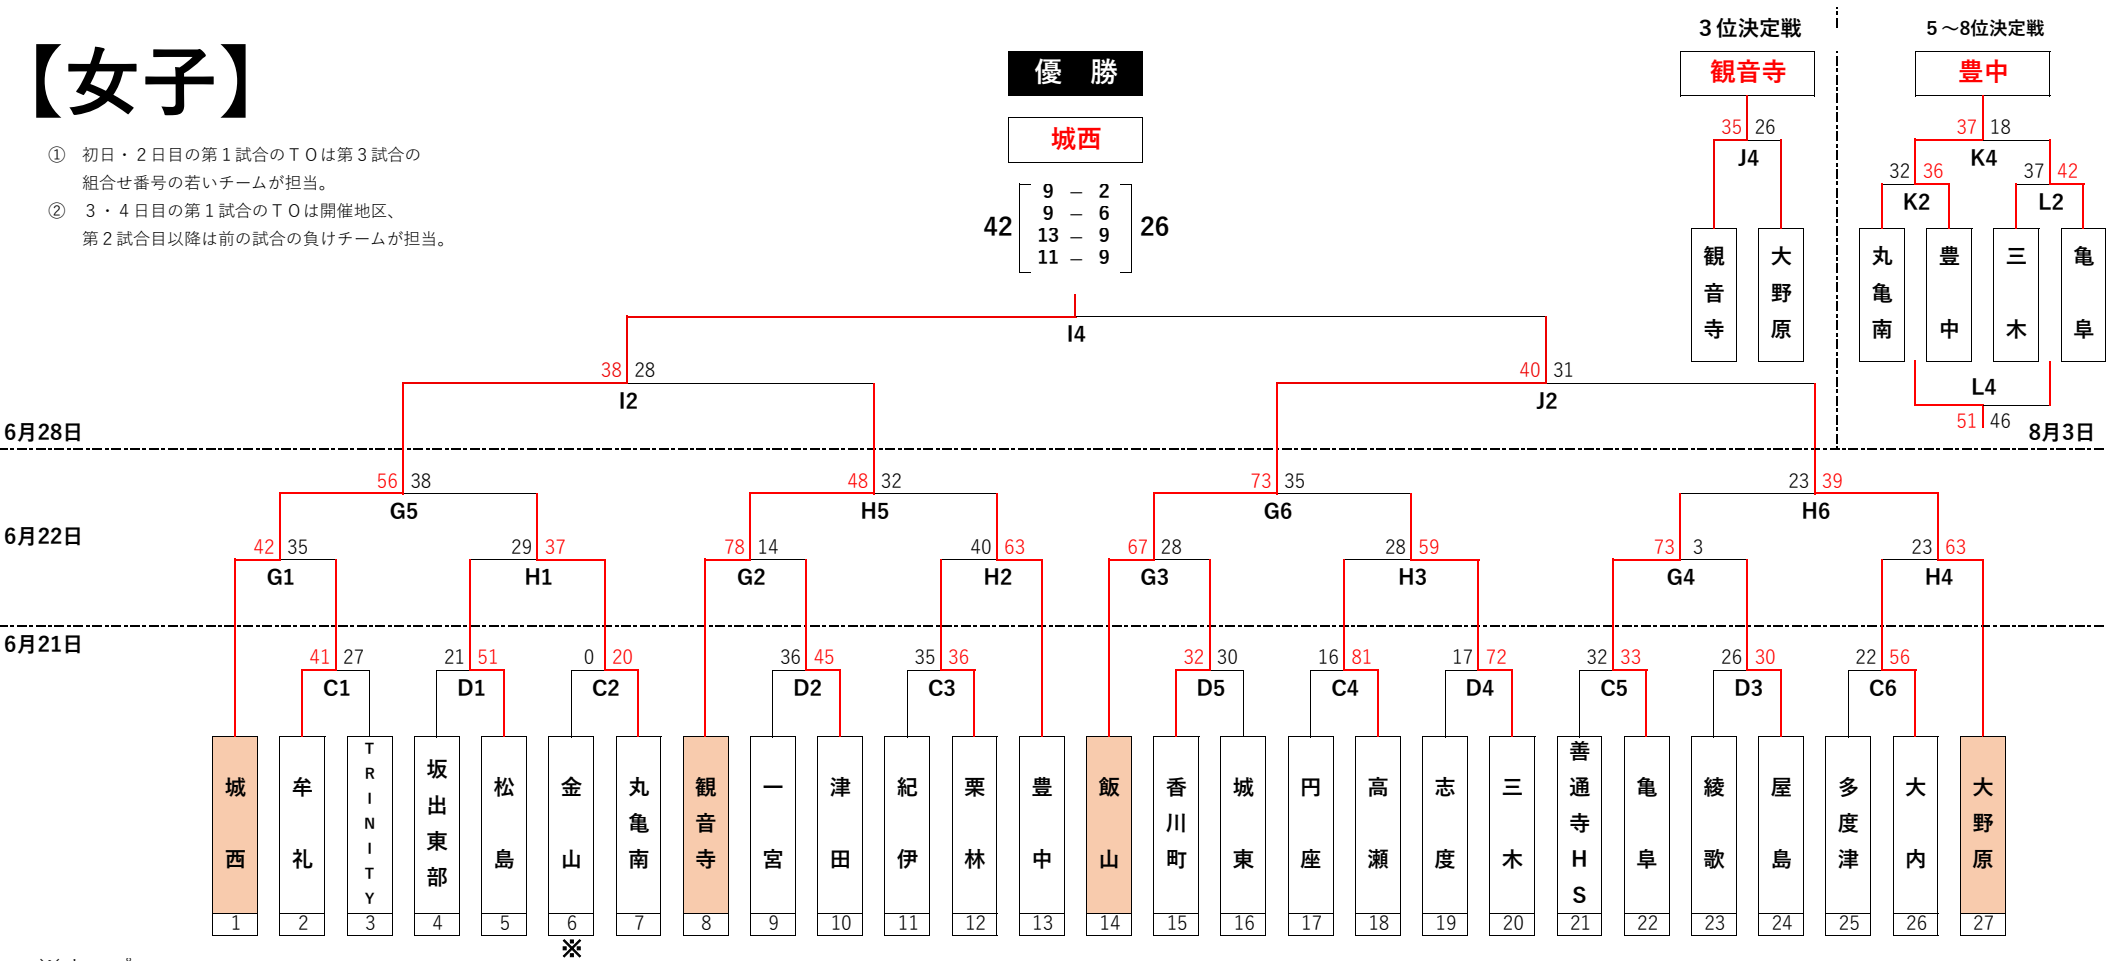 【女子】
① 初日・２日目の第１試合のＴＯは第３試合の
組合せ番号の若いチームが担当。
② ３・４日目の第１試合のＴＯは開催地区、
第２試合目以降は前の試合の負けチームが担当。
優　勝
城西
42 9 – 2 26
9 – 6
13 – 9
11 – 9
３位決定戦
観音寺
35 26
J4
観音寺 大野原
５～8位決定戦
豊中
37 18
K4
32 36 37 42
K2 L2
丸亀南 豊中 三木 亀阜
L4
51 46
8月3日
I4
38 28 40 31
I2 J2
6月28日
56 38 48 32 73 35 23 39
G5 H5 G6 H6
6月22日
42 35 29 37 78 14 40 63 67 28 28 59 73 3 23 63
G1 H1 G2 H2 G3 H3 G4 H4
6月21日
41 27 21 51 0 20 36 45 35 36 32 30 16 81 17 72 32 33 26 30 22 56
C1 D1 C2 D2 C3 D5 C4 D4 C5 D3 C6
城西 牟礼 TRINITY 坂出東部 松島 金山 丸亀南 観音寺 一宮 津田 紀伊 栗林 豊中 飯山 香川町 城東 円座 高瀬 志度 三木 善通寺HS 亀阜 綾歌 屋島 多度津 大内 大野原
1 2 3 4 5 6 7 8 9 10 11 12 13 14 15 16 17 18 19 20 21 22 23 24 25 26 27
※